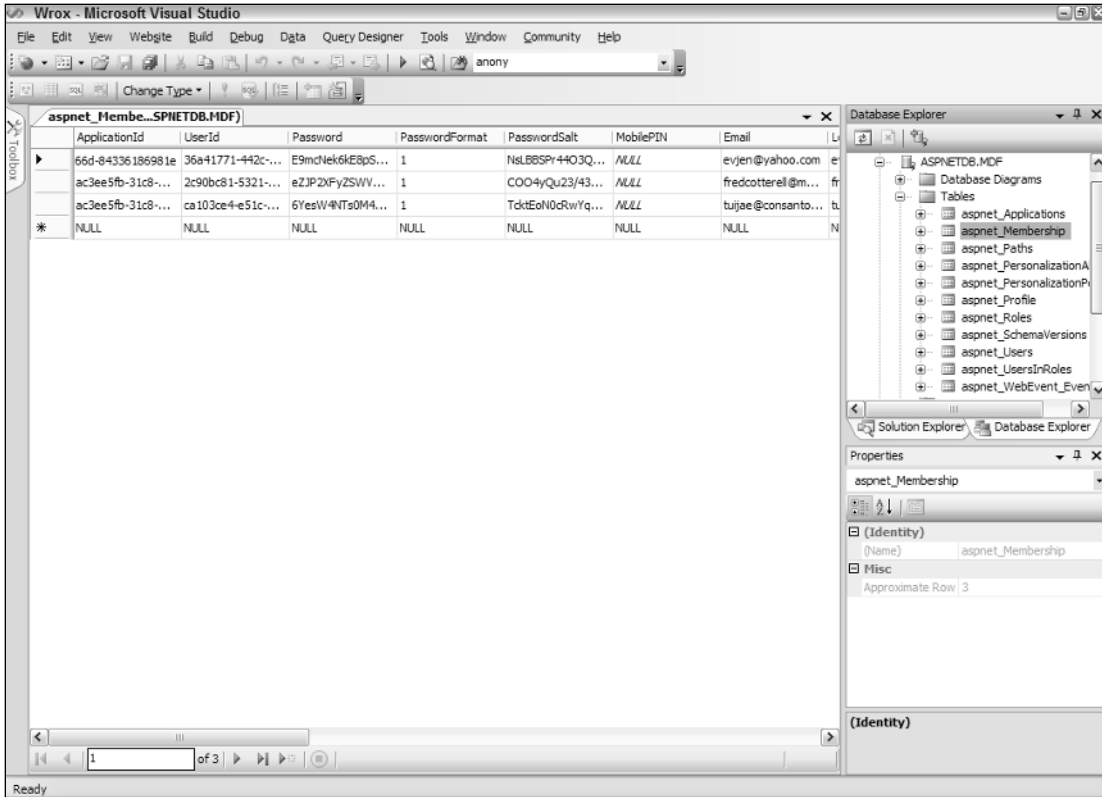 Wrox - Microsoft Visual Studio
File Edit View Website Build Debug Data Query Designer Tools Window Community Help
anony
Change Type
Toolbox
aspnet_Membe...SPNETDB.MDF)
ApplicationId UserId Password PasswordFormat PasswordSalt MobilePIN Email
66d-84336186981e 36a41771-442c-... E9mcNek6kE8pS... 1 NsLBBSPr44O3Q... NULL evjen@yahoo.com
ac3ee5fb-31c8-... 2c90bc81-5321-... eZJP2XFyZSWV... 1 COO4yQu23/43... NULL fredcotterell@m...
ac3ee5fb-31c8-... ca103ce4-e51c-... 6YesW4NTs0M4... 1 TcktEoN0cRwYq... NULL tuijae@consanto...
NULL NULL NULL NULL NULL NULL NULL
1 of 3
Database Explorer
ASPNETDB.MDF
Database Diagrams
Tables
aspnet_Applications
aspnet_Membership
aspnet_Paths
aspnet_PersonalizationA
aspnet_PersonalizationP
aspnet_Profile
aspnet_Roles
aspnet_SchemaVersions
aspnet_Users
aspnet_UsersInRoles
aspnet_WebEvent_Even
Solution Explorer Database Explorer
Properties
aspnet_Membership
(Identity)
(Name) aspnet_Membership
Misc
Approximate Row 3
(Identity)
Ready